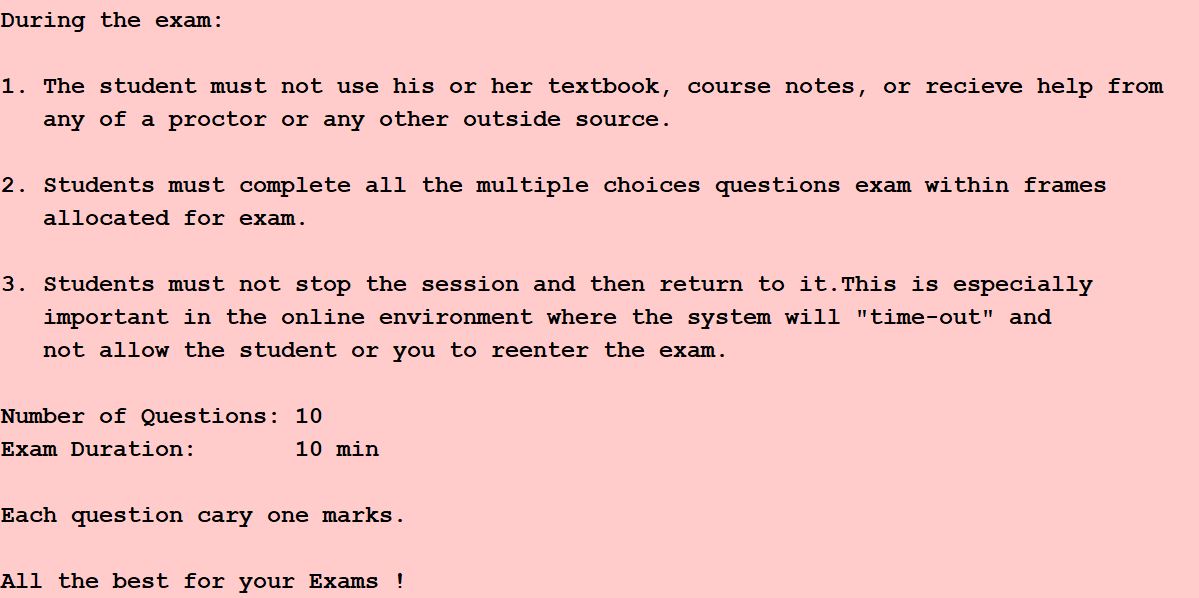 During the exam:
1. The student must not use his or her textbook, course notes, or recieve help from
any of a proctor or any other outside source.
2. Students must complete all the multiple choices questions exam within frames
allocated for exam.
3. Students must not stop the session and then return to it.This is especially
important in the online environment where the system will "time-out" and
not allow the student or you to reenter the exam.
Number of Questions: 10
Exam Duration: 10 min
Each question cary one marks.
All the best for your Exams !